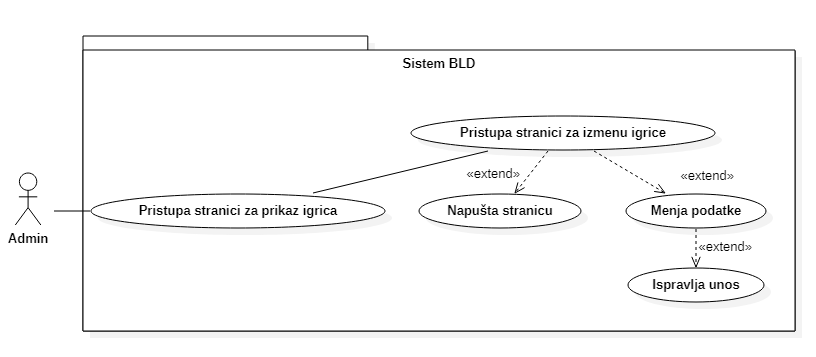 Sistem BLD
Pristupa stranici za izmenu igrice
«extend»
«extend»
Pristupa stranici za prikaz igrica
Napušta stranicu
Menja podatke
Admin
«extend»
Ispravlja unos